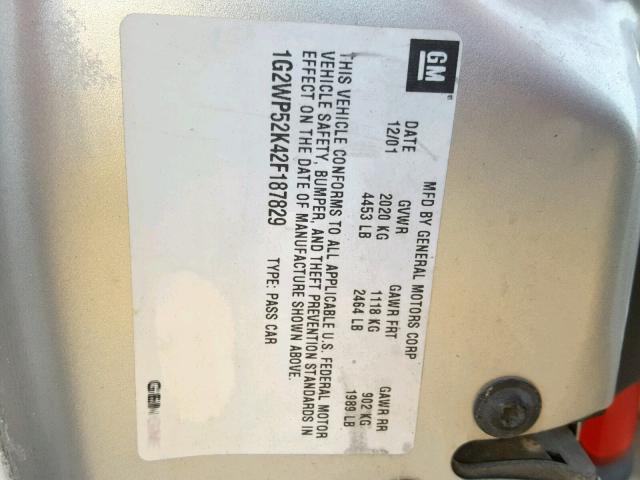 GM
MFD BY GENERAL MOTORS CORP
DATE GVWR GAWR FRT GAWR RR
12/01 2020 KG 1118 KG 902 KG
4453 LB 2464 LB 1989 LB
THIS VEHICLE CONFORMS TO ALL APPLICABLE U.S. FEDERAL MOTOR
VEHICLE SAFETY, BUMPER, AND THEFT PREVENTION STANDARDS IN
EFFECT ON THE DATE OF MANUFACTURE SHOWN ABOVE.
1G2WP52K42F187829 TYPE: PASS CAR